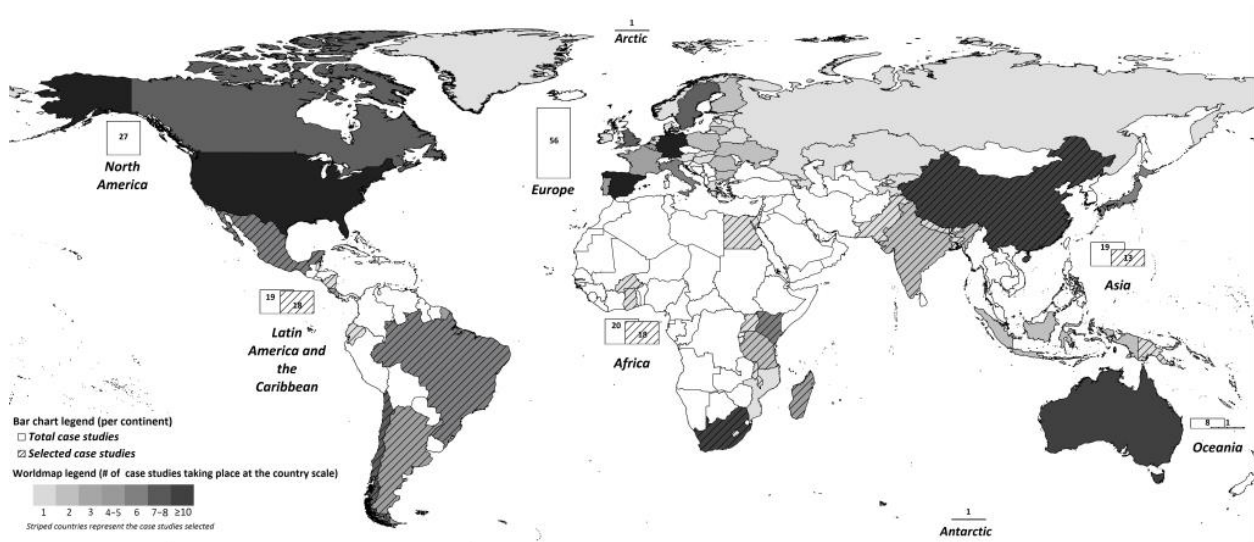 1
Arctic
27
North
America
56
Europe
19
18
Latin
America and
the
Caribbean
20
18
Africa
19
13
Asia
8
1
Oceania
1
Antarctic
Bar chart legend (per continent)
Total case studies
Selected case studies
Worldmap legend (# of case studies taking place at the country scale)
1 2 3 4-5 6 7-8 ≥10
Striped countries represent the case studies selected